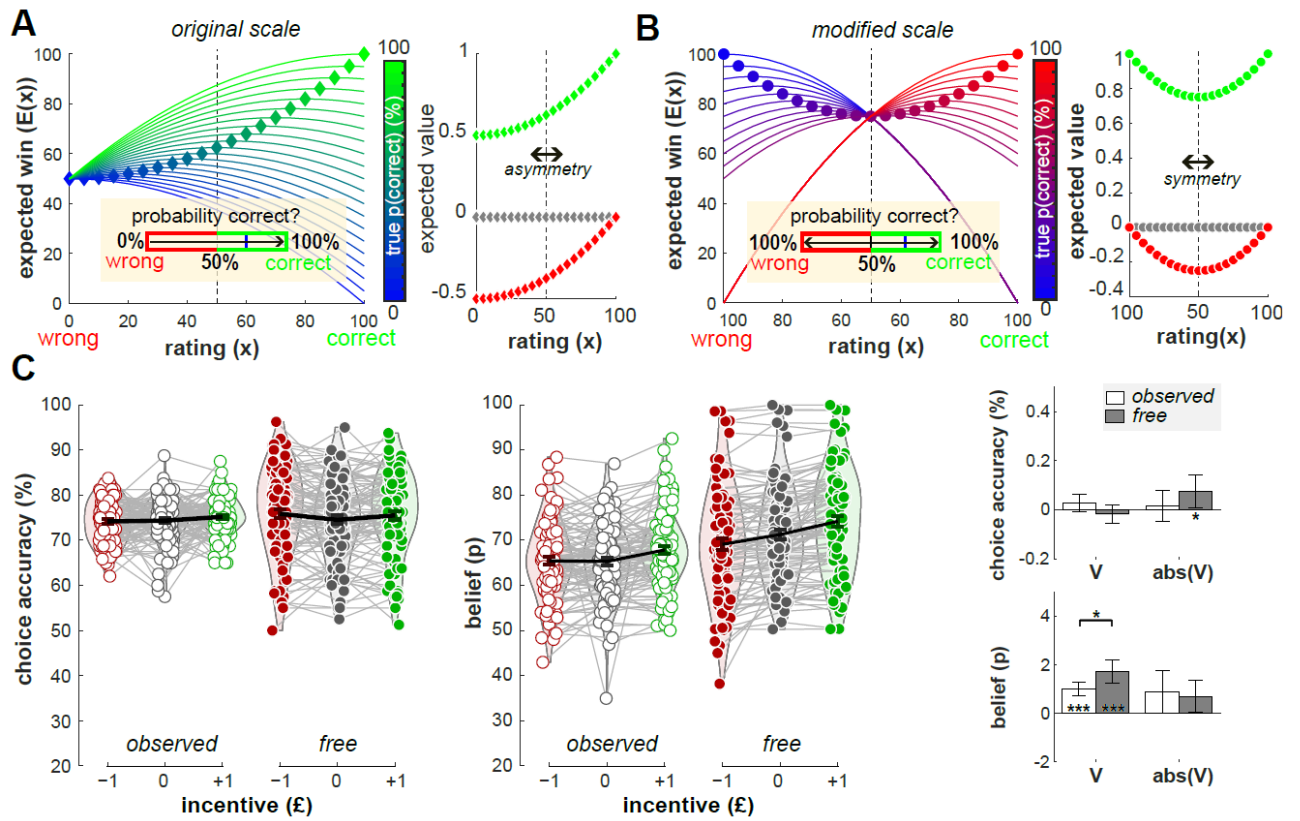 A
original scale
expected win (E(x))
100
80
60
40
20
0
probability correct?
0%
100%
wrong
50%
correct
0
20
40
60
80
100
wrong
rating (x)
correct
100
true p(correct) (%)
0
expected value
1
0.5
0
-0.5
asymmetry
0
50
100
rating (x)
B
modified scale
expected win (E(x))
100
80
60
40
20
0
probability correct?
100%
100%
wrong
50%
correct
100
80
60
60
80
100
wrong
rating (x)
correct
100
true p(correct) (%)
0
expected value
1
0.8
0.6
0.4
0.2
0
-0.2
-0.4
symmetry
100
50
100
rating(x)
C
choice accuracy (%)
100
90
80
70
60
50
40
30
20
observed
free
−1
0
+1
−1
0
+1
incentive (£)
belief (p)
100
90
80
70
60
50
40
30
20
observed
free
−1
0
+1
−1
0
+1
incentive (£)
observed
free
choice accuracy (%)
0.4
0.2
0
-0.2
*
V
abs(V)
belief (p)
4
2
0
-2
*
***
***
V
abs(V)